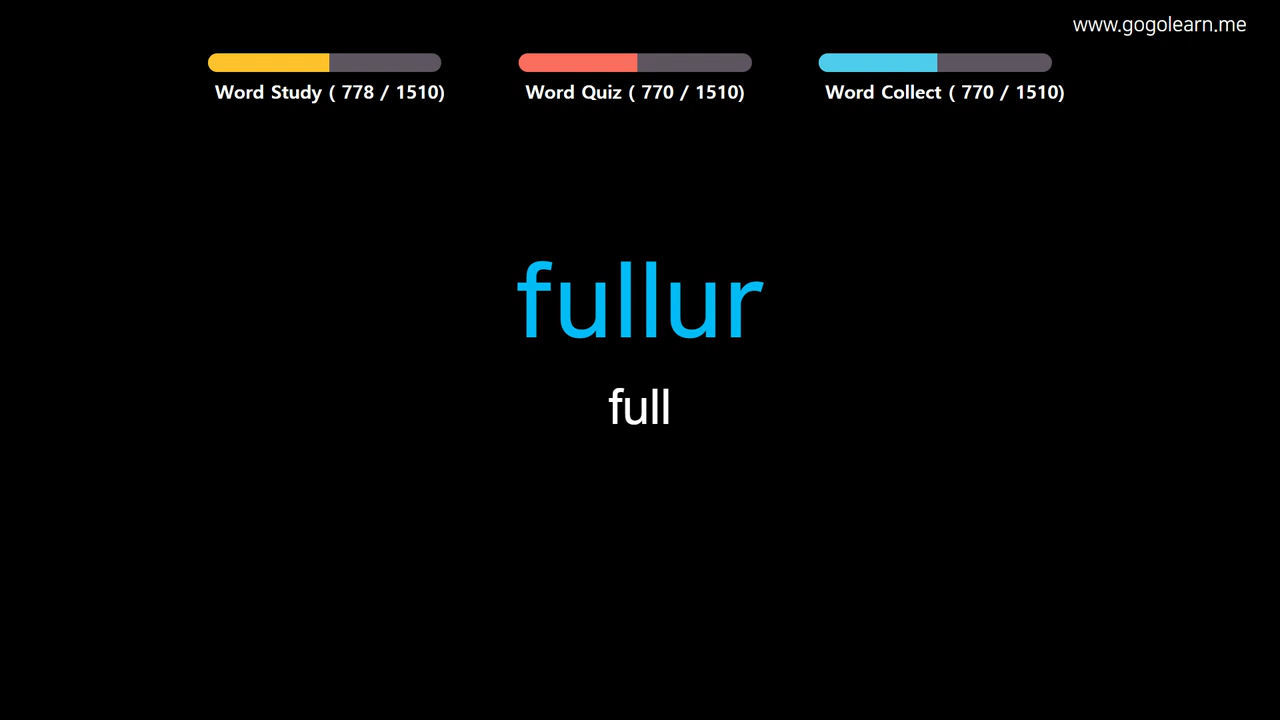 www.gogolearn.me
Word Study ( 778 / 1510)
Word Quiz ( 770 / 1510)
Word Collect ( 770 / 1510)
fullur
full